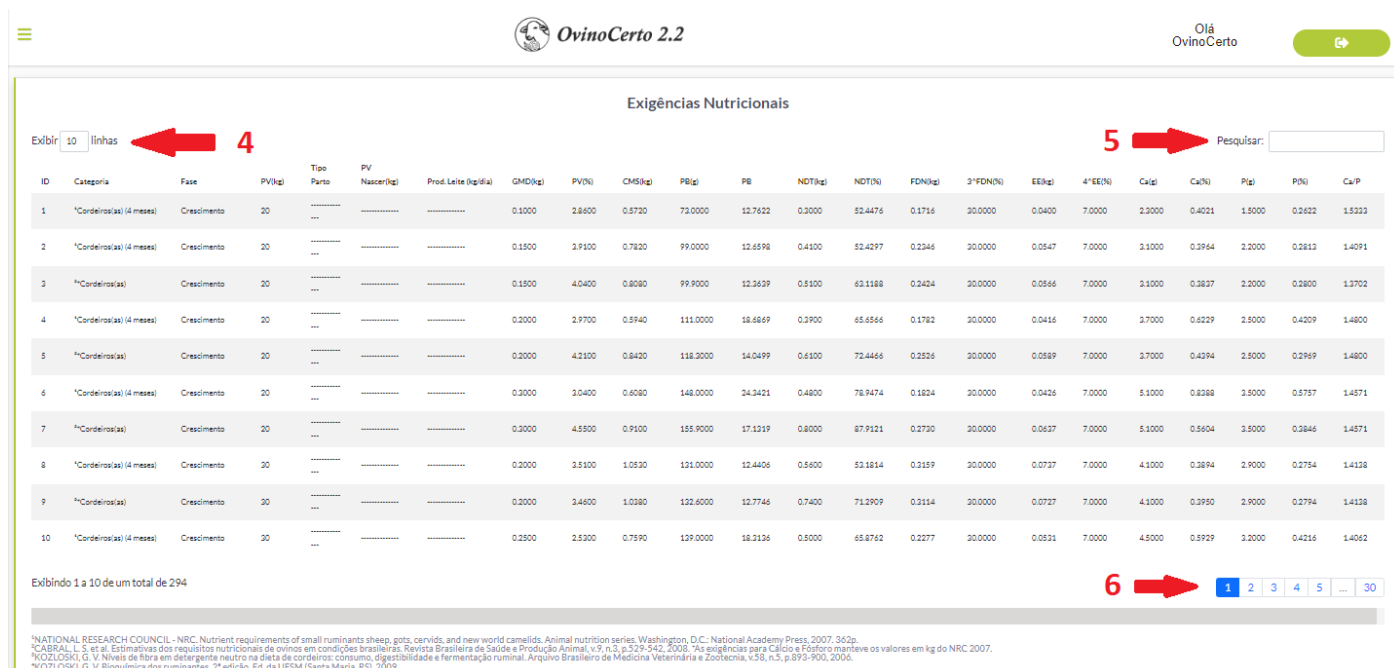 Olá
OvinoCerto 2.2
OvinoCerto
Exigências Nutricionais
Exibir 10 linhas 4 5 Pesquisar:
ID Categoria Fase PV(kg) Tipo Parto PV Nascer(kg) Prod. Leite (kg/dia) GMD(kg) PV(%) CMS(kg) PB(g) PB NDT(kg) NDT(%) FDN(kg) 3*FDN(%) EE(kg) 4*EE(%) Ca(g) Ca(%) P(g) P(%) Ca/P
1 ¹Cordeiros(as) (4 meses) Crescimento 20 -------------- -------------- -------------- 0.1000 2.8600 0.5720 73.0000 12.7622 0.3000 52.4476 0.1716 30.0000 0.0400 7.0000 2.3000 0.4021 1.5000 0.2622 1.5333
2 ¹Cordeiros(as) (4 meses) Crescimento 20 -------------- -------------- -------------- 0.1500 3.9100 0.7820 99.0000 12.6598 0.4100 52.4297 0.2346 30.0000 0.0547 7.0000 3.1000 0.3964 2.2000 0.2813 1.4091
3 ²*Cordeiros(as) Crescimento 20 -------------- -------------- -------------- 0.1500 4.0400 0.8080 99.9000 12.3639 0.5100 63.1188 0.2424 30.0000 0.0566 7.0000 3.1000 0.3837 2.2000 0.2800 1.3702
4 ¹Cordeiros(as) (4 meses) Crescimento 20 -------------- -------------- -------------- 0.2000 2.9700 0.5940 111.0000 18.6869 0.3900 65.6566 0.1782 30.0000 0.0416 7.0000 3.7000 0.6229 2.5000 0.4209 1.4800
5 ²*Cordeiros(as) Crescimento 20 -------------- -------------- -------------- 0.2000 4.2100 0.8420 118.3000 14.0499 0.6100 72.4466 0.2526 30.0000 0.0589 7.0000 3.7000 0.4394 2.5000 0.2969 1.4800
6 ¹Cordeiros(as) (4 meses) Crescimento 20 -------------- -------------- -------------- 0.3000 3.0400 0.6080 148.0000 24.3421 0.4800 78.9474 0.1824 30.0000 0.0426 7.0000 5.1000 0.8388 3.5000 0.5757 1.4571
7 ²*Cordeiros(as) Crescimento 20 -------------- -------------- -------------- 0.3000 4.5500 0.9100 155.9000 17.1319 0.8000 87.9121 0.2730 30.0000 0.0637 7.0000 5.1000 0.5604 3.5000 0.3846 1.4571
8 ¹Cordeiros(as) (4 meses) Crescimento 30 -------------- -------------- -------------- 0.2000 3.5100 1.0530 131.0000 12.4406 0.5600 53.1814 0.3159 30.0000 0.0737 7.0000 4.1000 0.3894 2.9000 0.2754 1.4138
9 ²*Cordeiros(as) Crescimento 30 -------------- -------------- -------------- 0.2000 3.4600 1.0380 132.6000 12.7746 0.7400 71.2909 0.3114 30.0000 0.0727 7.0000 4.1000 0.3950 2.9000 0.2794 1.4138
10 ¹Cordeiros(as) (4 meses) Crescimento 30 -------------- -------------- -------------- 0.2500 2.5300 0.7590 139.0000 18.3136 0.5000 65.8762 0.2277 30.0000 0.0531 7.0000 4.5000 0.5929 3.2000 0.4216 1.4062
Exibindo 1 a 10 de um total de 294 6 1 2 3 4 5 ... 30
¹NATIONAL RESEARCH COUNCIL - NRC. Nutrient requirements of small ruminants sheep, gots, cervids, and new world camelids. Animal nutrition series. Washington, D.C.: National Academy Press, 2007. 362p.
²CABRAL, L. S. et al. Estimativas dos requisitos nutricionais de ovinos em condições brasileiras. Revista Brasileira de Saúde e Produção Animal, v.9, n.3, p.529-542, 2008. *As exigências para Cálcio e Fósforo manteve os valores em kg do NRC 2007.
³KOZLOSKI, G. V. Níveis de fibra em detergente neutro na dieta de cordeiros: consumo, digestibilidade e fermentação ruminal. Arquivo Brasileiro de Medicina Veterinária e Zootecnia, v.58, n.5, p.893-900, 2006.
⁴KOZLOSKI, G. V. Bioquímica dos ruminantes. 2ª edição. Ed. da UFSM (Santa Maria, RS), 2009.